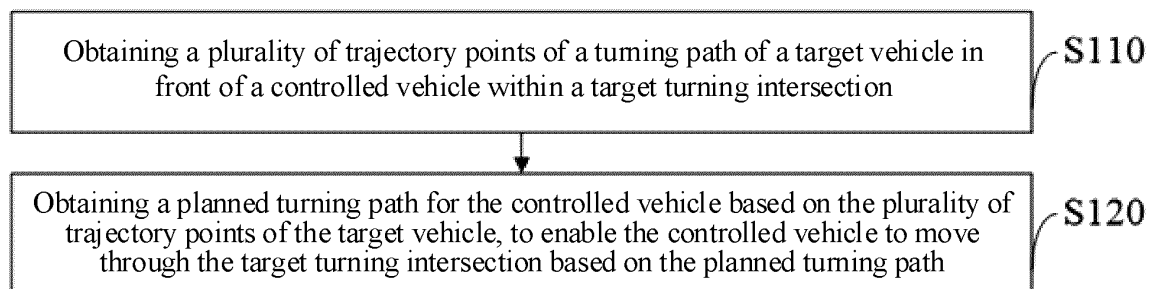 Obtaining a plurality of trajectory points of a turning path of a target vehicle in
front of a controlled vehicle within a target turning intersection
S110
Obtaining a planned turning path for the controlled vehicle based on the plurality of
trajectory points of the target vehicle, to enable the controlled vehicle to move
through the target turning intersection based on the planned turning path
S120